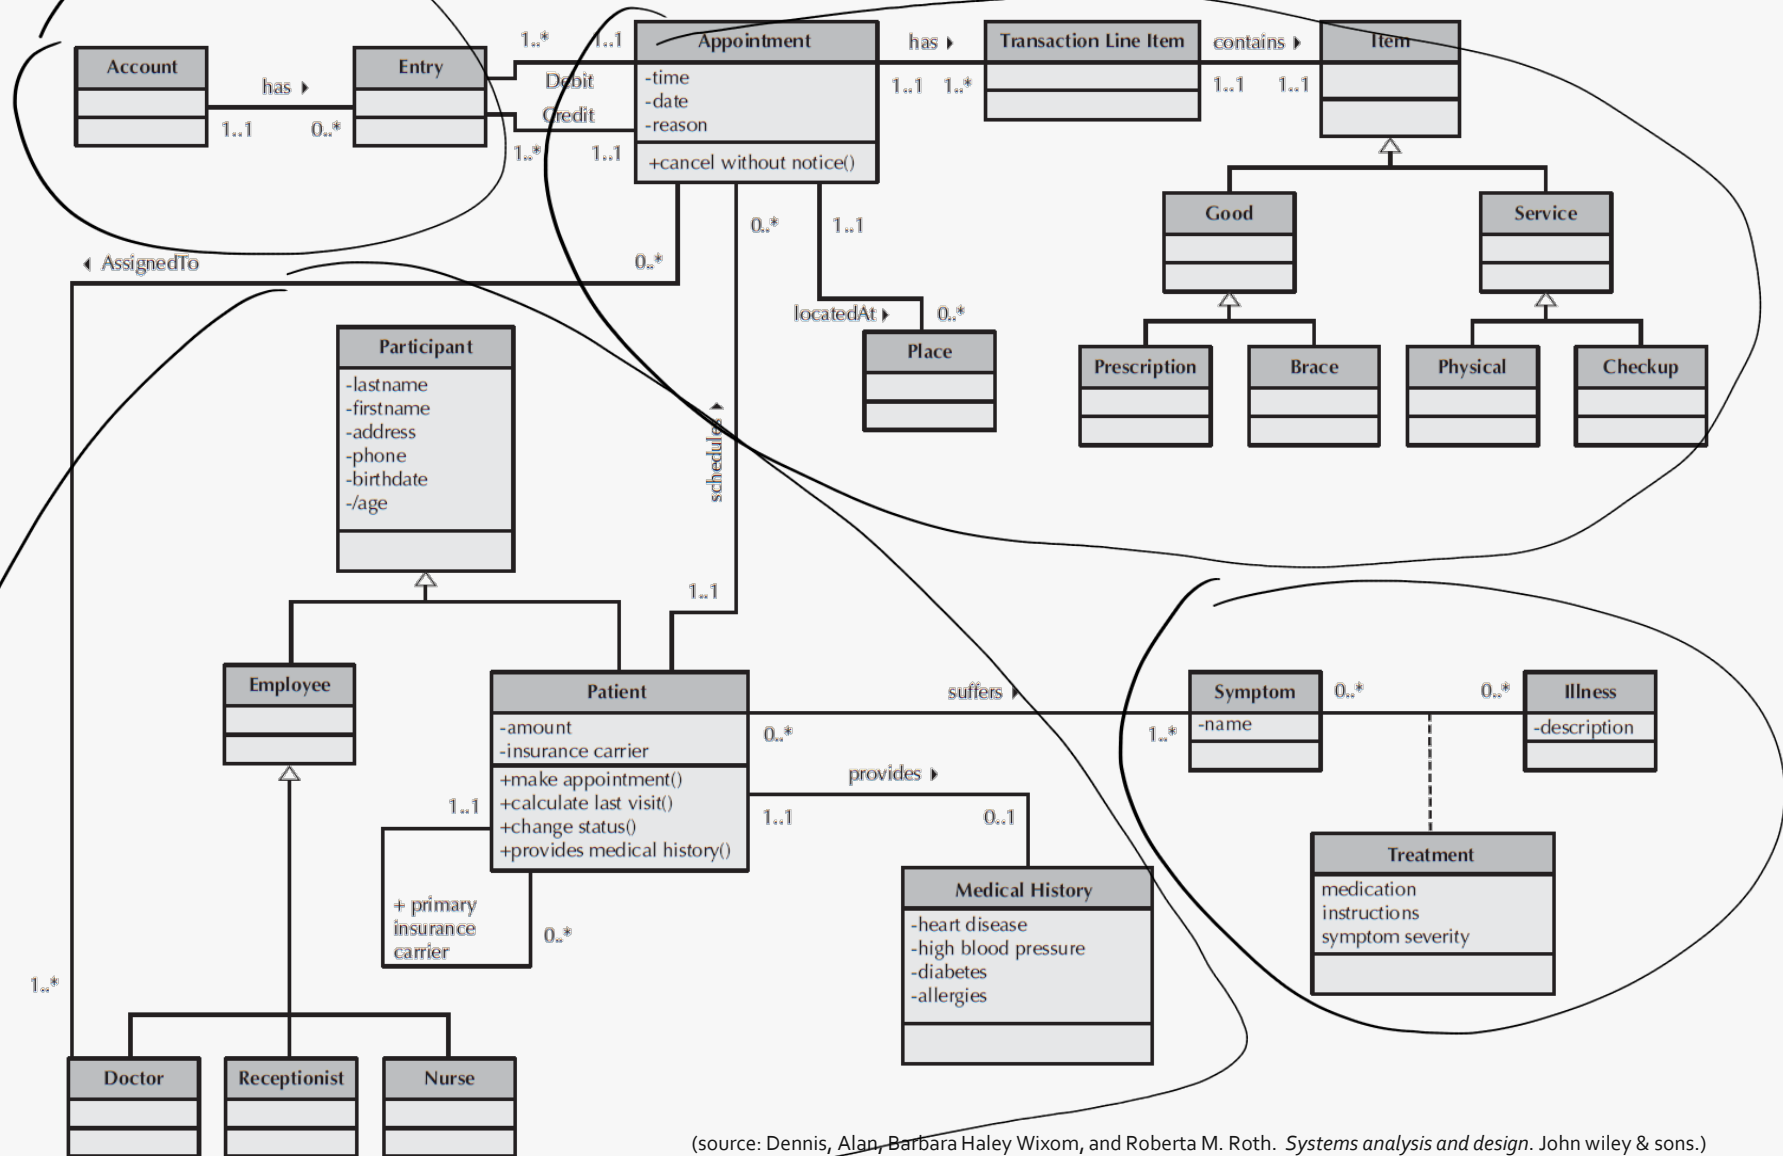 Account
has
1..1
0..*
Entry
1..*
1..1
Debit
Credit
1..*
1..1
Appointment
-time
-date
-reason
+cancel without notice()
has
1..1
1..*
Transaction Line Item
contains
1..1
1..1
Item
Good
Service
Prescription
Brace
Physical
Checkup
0..*
1..1
locatedAt
0..*
Place
AssignedTo
0..*
schedules
1..1
Participant
-lastname
-firstname
-address
-phone
-birthdate
-/age
Employee
Patient
-amount
-insurance carrier
+make appointment()
+calculate last visit()
+change status()
+provides medical history()
1..1
+ primary
insurance
carrier
0..*
suffers
0..*
1..*
provides
1..1
0..1
Symptom
-name
0..*
0..*
Illness
-description
Treatment
medication
instructions
symptom severity
Medical History
-heart disease
-high blood pressure
-diabetes
-allergies
1..*
Doctor
Receptionist
Nurse
(source: Dennis, Alan, Barbara Haley Wixom, and Roberta M. Roth. Systems analysis and design. John wiley & sons.)